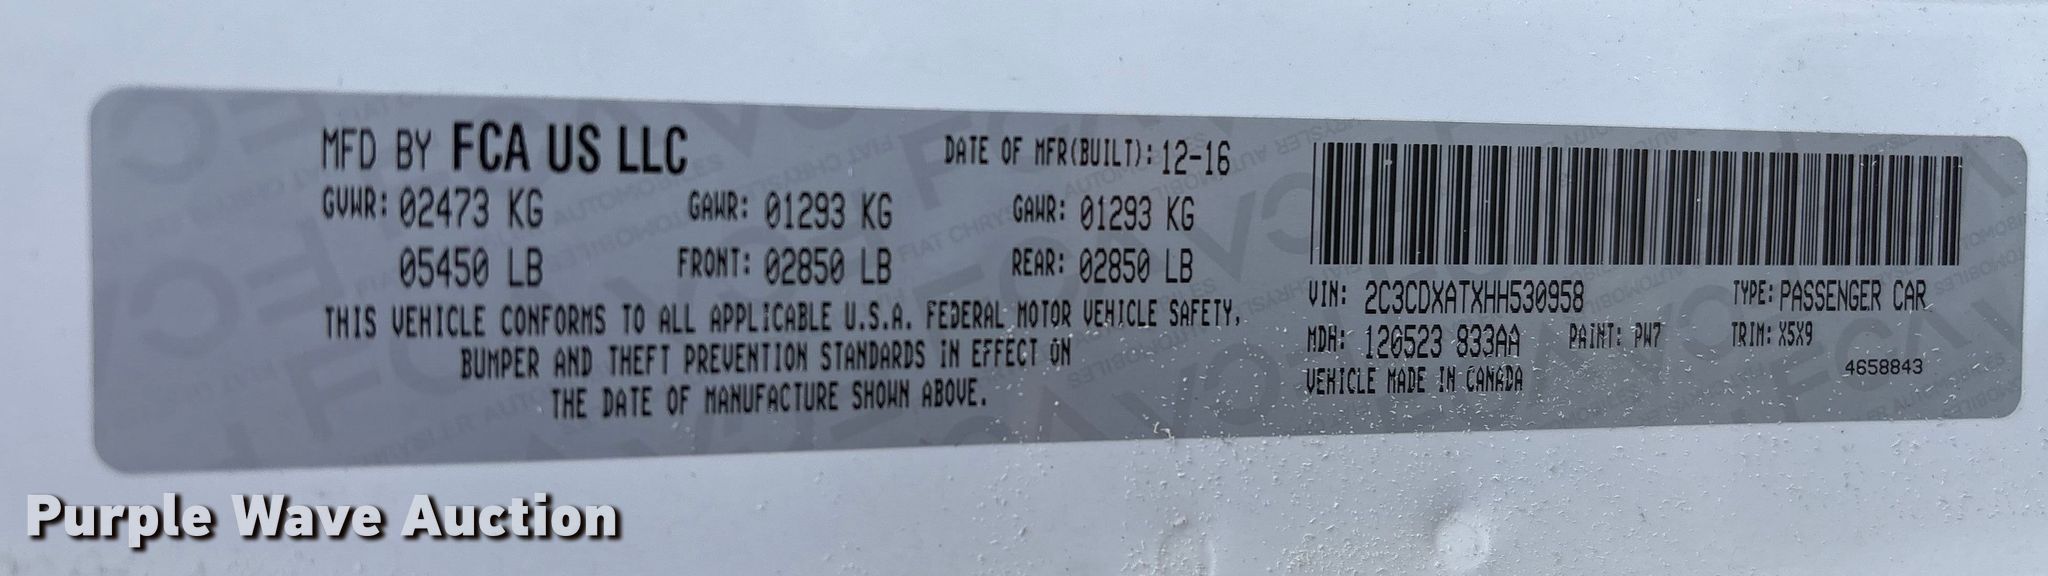 MFD BY FCA US LLC
DATE OF MFR(BUILT): 12-16
GVWR: 02473 KG GAWR: 01293 KG GAWR: 01293 KG
05450 LB FRONT: 02850 LB REAR: 02850 LB
THIS VEHICLE CONFORMS TO ALL APPLICABLE U.S.A. FEDERAL MOTOR VEHICLE SAFETY,
BUMPER AND THEFT PREVENTION STANDARDS IN EFFECT ON
THE DATE OF MANUFACTURE SHOWN ABOVE.
VIN: 2C3CDXATXHH530958 TYPE: PASSENGER CAR
MDH: 120523 833AA PAINT: PW7 TRIM: X5X9
VEHICLE MADE IN CANADA 4658843
Purple Wave Auction